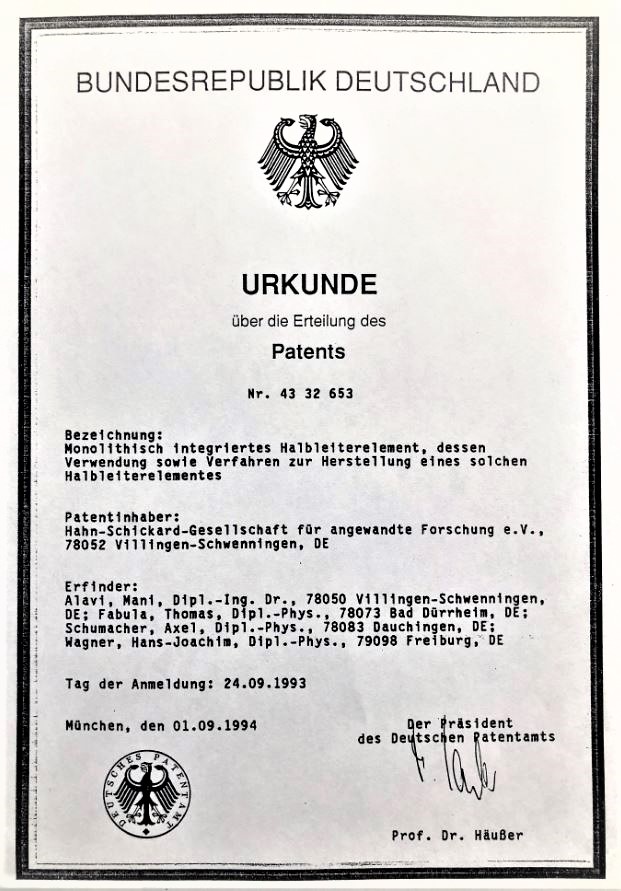 BUNDESREPUBLIK DEUTSCHLAND
URKUNDE
über die Erteilung des
Patents
Nr. 43 32 653
Bezeichnung:
Monolithisch integriertes Halbleiterelement, dessen
Verwendung sowie Verfahren zur Herstellung eines solchen
Halbleiterelementes
Patentinhaber:
Hahn-Schickard-Gesellschaft für angewandte Forschung e.V.,
78052 Villingen-Schwenningen, DE
Erfinder:
Alavi, Mani, Dipl.-Ing. Dr., 78050 Villingen-Schwenningen,
DE; Fabula, Thomas, Dipl.-Phys., 78073 Bad Dürrheim, DE;
Schumacher, Axel, Dipl.-Phys., 78083 Dauchingen, DE;
Wagner, Hans-Joachim, Dipl.-Phys., 79098 Freiburg, DE
Tag der Anmeldung: 24.09.1993
München, den 01.09.1994
Der Präsident
des Deutschen Patentamts
DEUTSCHES PATENTAMT
Prof. Dr. Häußer